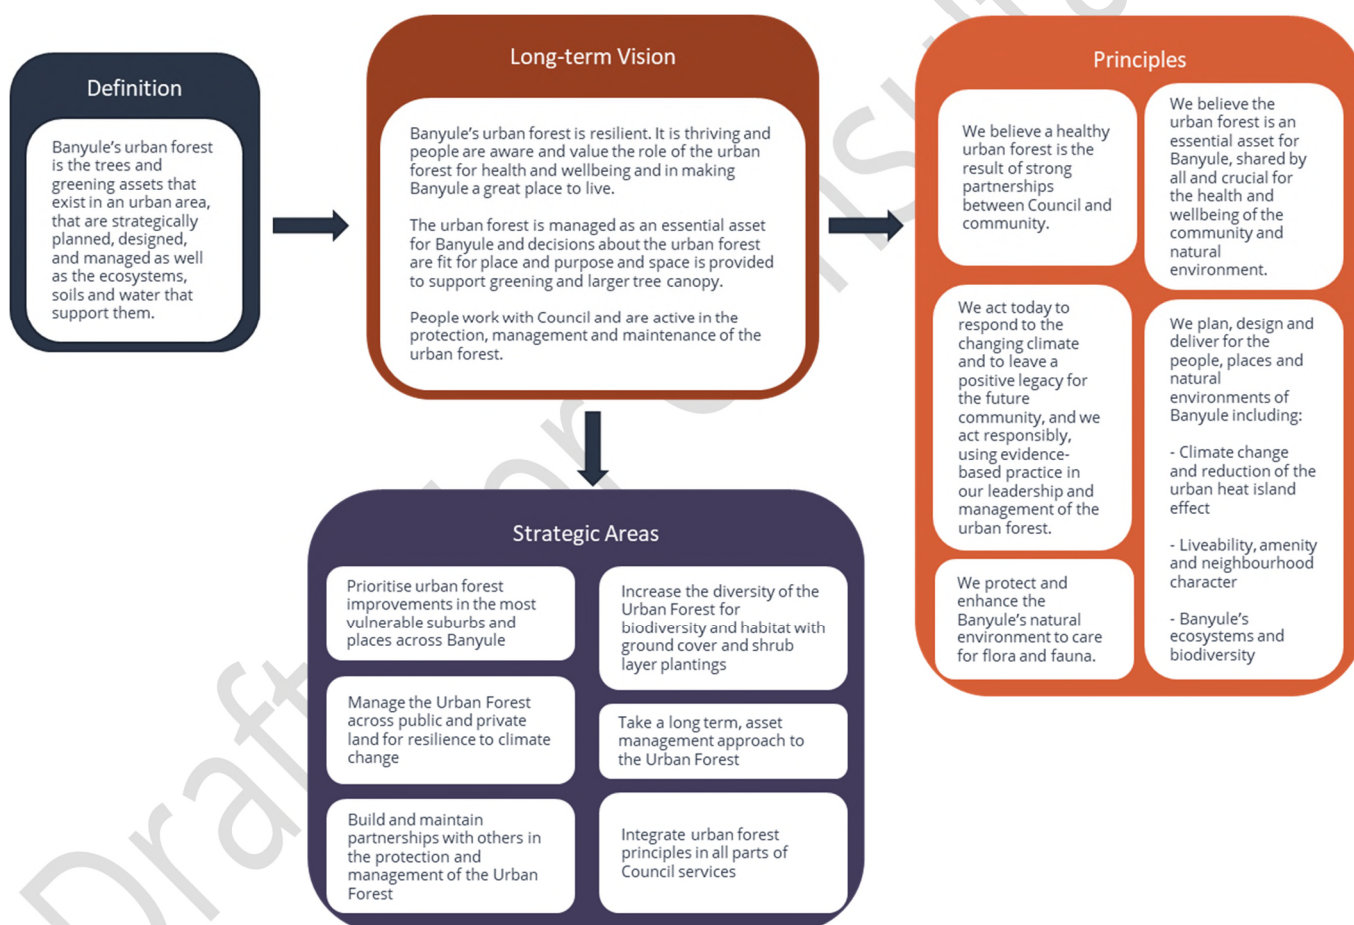 Definition
Banyule's urban forest
is the trees and
greening assets that
exist in an urban area,
that are strategically
planned, designed,
and managed as well
as the ecosystems,
soils and water that
support them.
Long-term Vision
Banyule's urban forest is resilient. It is thriving and
people are aware and value the role of the urban
forest for health and wellbeing and in making
Banyule a great place to live.
The urban forest is managed as an essential asset
for Banyule and decisions about the urban forest
are fit for place and purpose and space is provided
to support greening and larger tree canopy.
People work with Council and are active in the
protection, management and maintenance of the
urban forest.
Principles
We believe a healthy
urban forest is the
result of strong
partnerships
between Council and
community.
We believe the
urban forest is an
essential asset for
Banyule, shared by
all and crucial for
the health and
wellbeing of the
community and
natural
environment.
We act today to
respond to the
changing climate
and to leave a
positive legacy for
the future
community, and we
act responsibly,
using evidence-
based practice in
our leadership and
management of the
urban forest.
We plan, design and
deliver for the
people, places and
natural
environments of
Banyule including:
- Climate change
and reduction of the
urban heat island
effect
- Liveability, amenity
and neighbourhood
character
- Banyule's
ecosystems and
biodiversity
We protect and
enhance the
Banyule's natural
environment to care
for flora and fauna.
Strategic Areas
Prioritise urban forest
improvements in the most
vulnerable suburbs and
places across Banyule
Increase the diversity of the
Urban Forest for
biodiversity and habitat with
ground cover and shrub
layer plantings
Manage the Urban Forest
across public and private
land for resilience to climate
change
Take a long term, asset
management approach to
the Urban Forest
Build and maintain
partnerships with others in
the protection and
management of the Urban
Forest
Integrate urban forest
principles in all parts of
Council services
Draft for